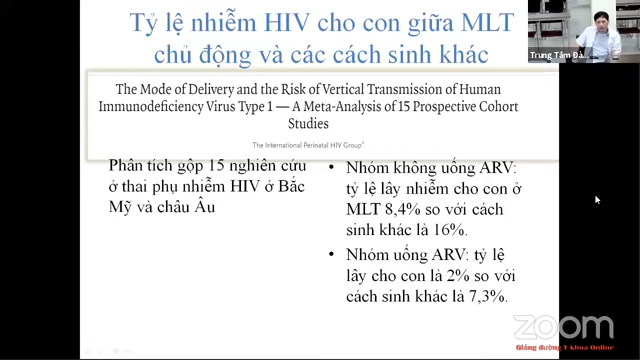 Tỷ lệ nhiễm HIV cho con giữa MLT
chủ động và các cách sinh khác
Trung Tâm Đà...
The Mode of Delivery and the Risk of Vertical Transmission of Human
Immunodeficiency Virus Type 1 — A Meta-Analysis of 15 Prospective Cohort
Studies
The International Perinatal HIV Group*
Phân tích gộp 15 nghiên cứu
ở thai phụ nhiễm HIV ở Bắc
Mỹ và châu Âu
• Nhóm không uống ARV:
tỷ lệ lây nhiễm cho con ở
MLT 8,4% so với cách
sinh khác là 16%.
• Nhóm uống ARV: tỷ lệ
lây cho con là 2% so với
cách sinh khác là 7,3%.
zoom
Giảng đường Y khoa Online